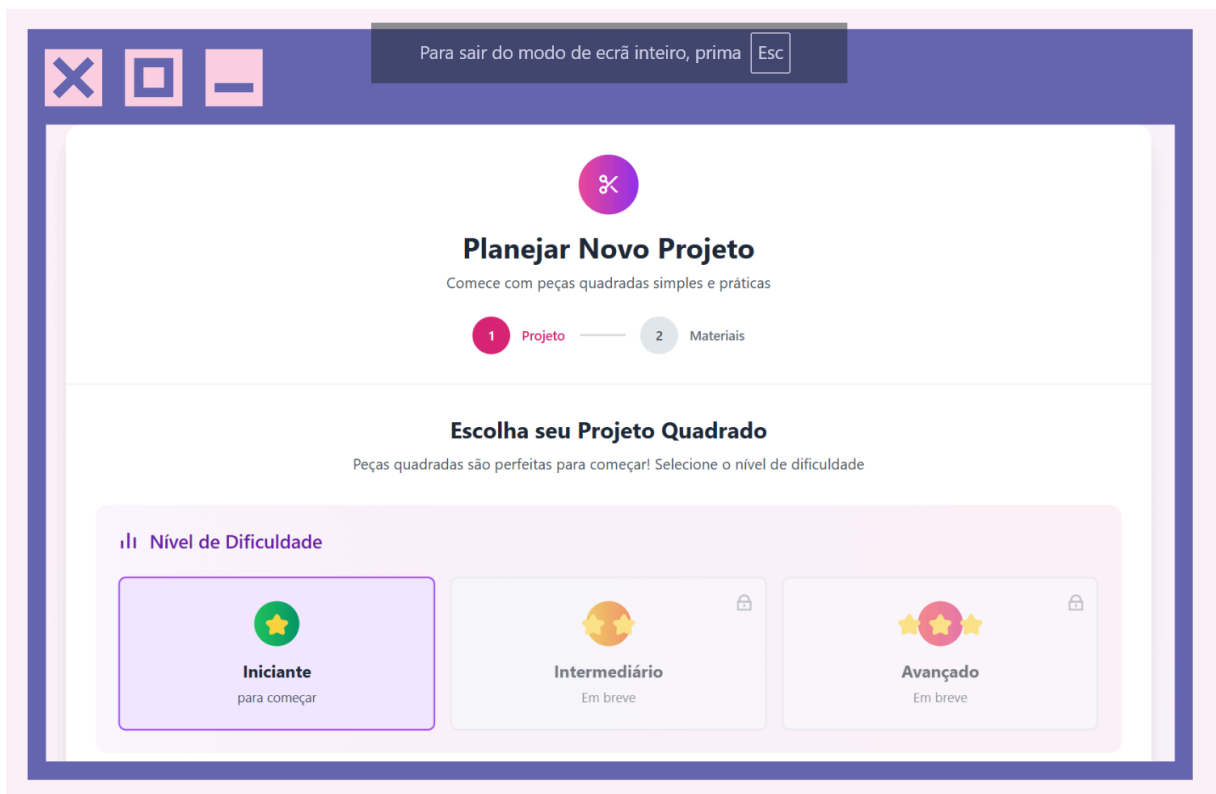 Para sair do modo de ecrã inteiro, prima Esc
Planejar Novo Projeto
Comece com peças quadradas simples e práticas
1 Projeto 2 Materiais
Escolha seu Projeto Quadrado
Peças quadradas são perfeitas para começar! Selecione o nível de dificuldade
Nível de Dificuldade
Iniciante
para começar
Intermediário
Em breve
Avançado
Em breve